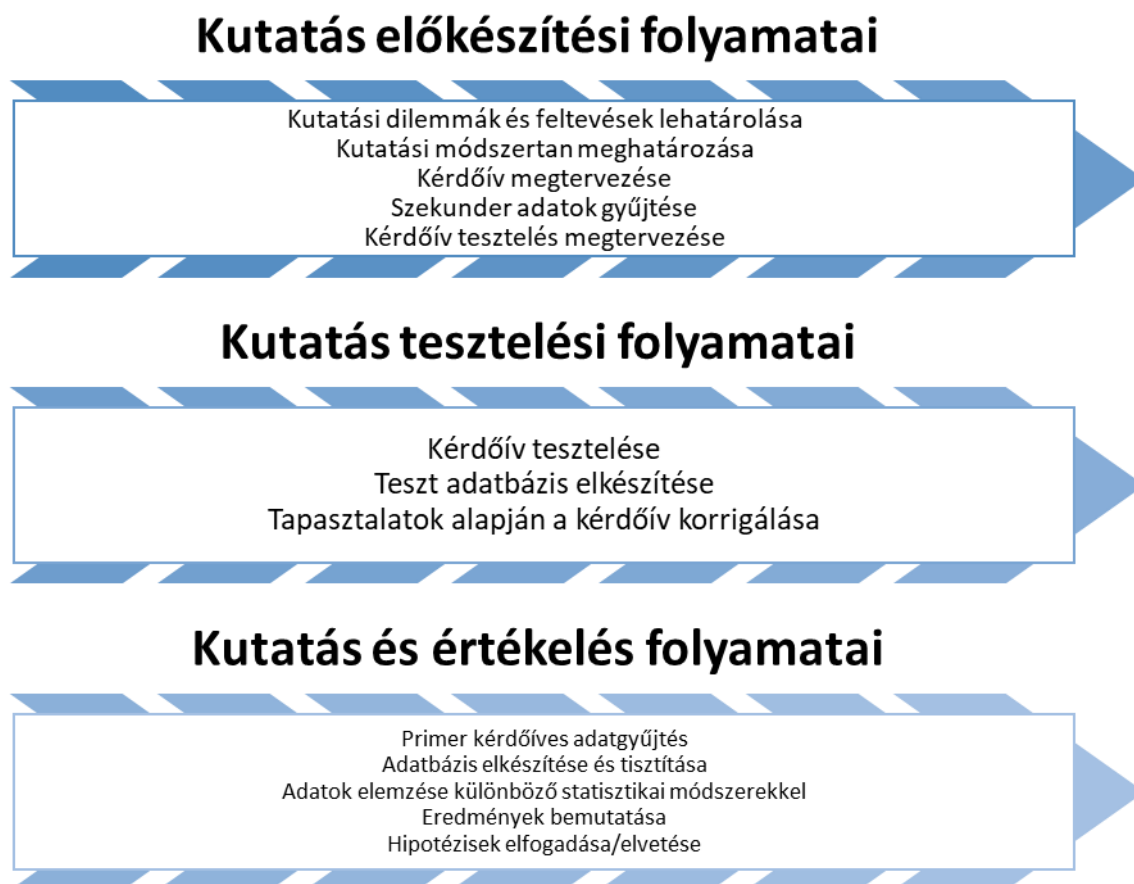 Kutatás előkészítési folyamatai
Kutatási dilemmák és feltevések lehatárolása
Kutatási módszertan meghatározása
Kérdőív megtervezése
Szekunder adatok gyűjtése
Kérdőív tesztelés megtervezése
Kutatás tesztelési folyamatai
Kérdőív tesztelése
Teszt adatbázis elkészítése
Tapasztalatok alapján a kérdőív korrigálása
Kutatás és értékelés folyamatai
Primer kérdőíves adatgyűjtés
Adatbázis elkészítése és tisztítása
Adatok elemzése különböző statisztikai módszerekkel
Eredmények bemutatása
Hipotézisek elfogadása/elvetése